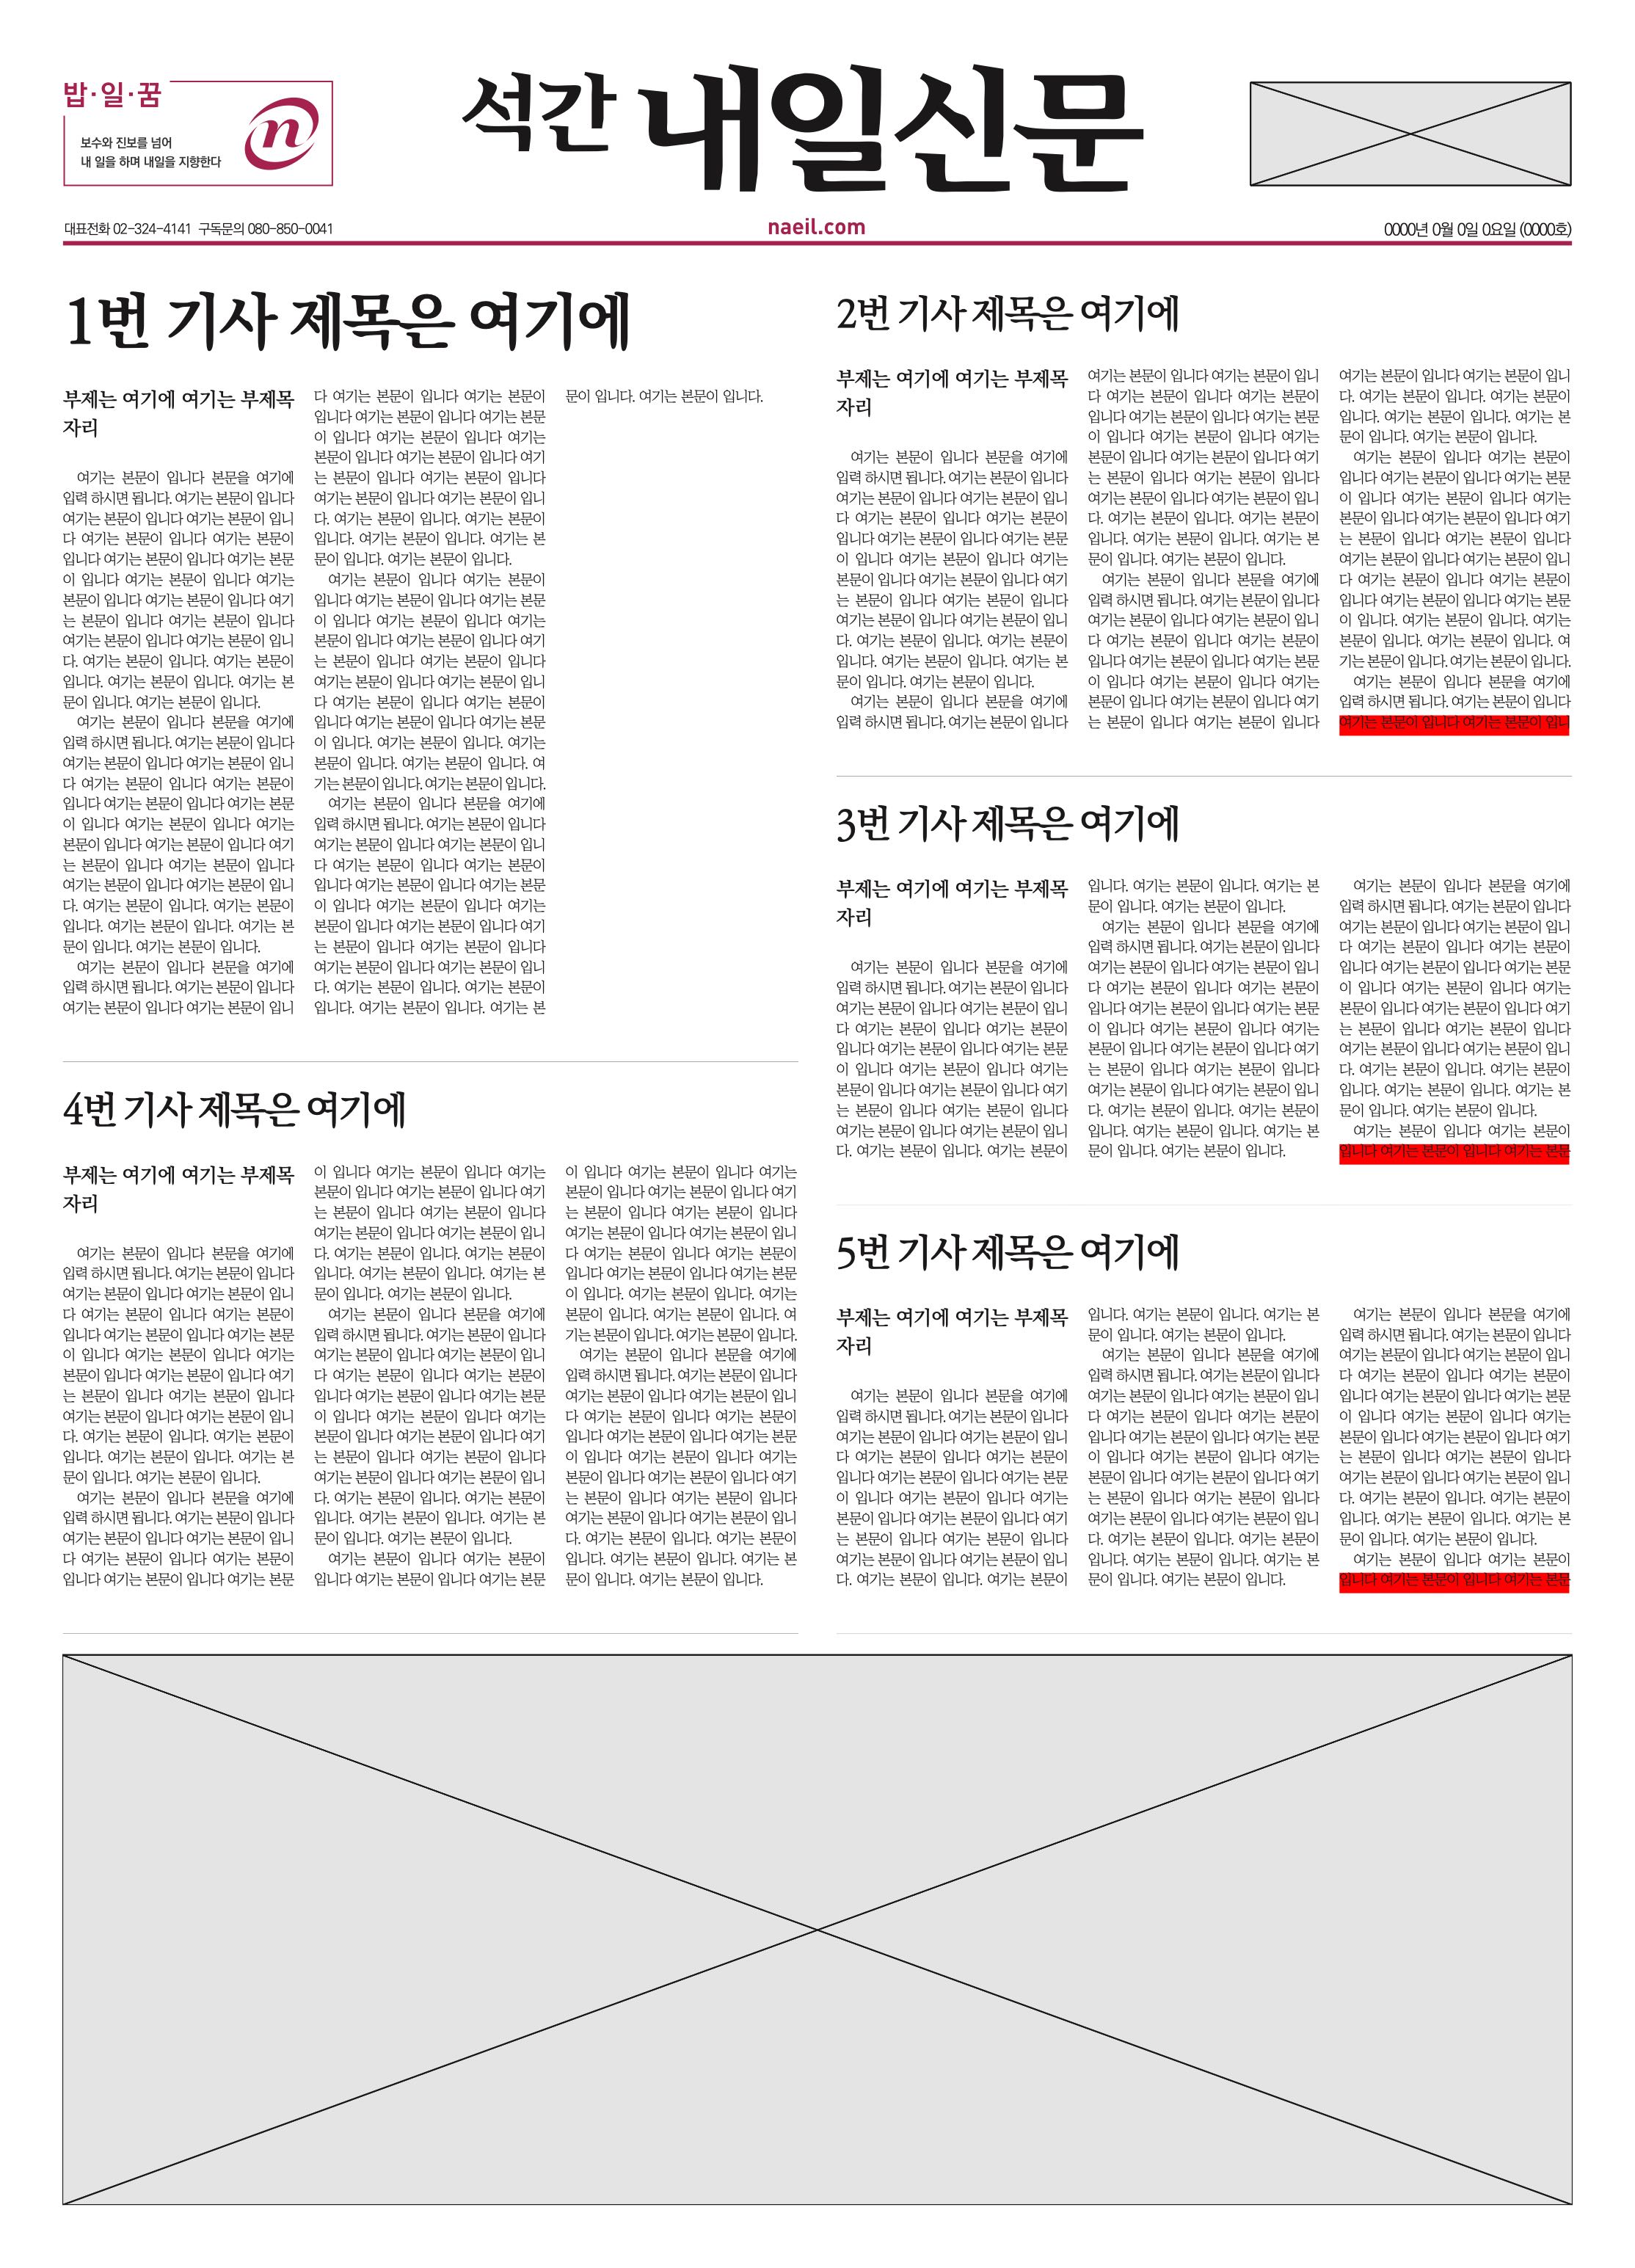 밥·일·꿈
보수와 진보를 넘어
내 일을 하며 내일을 지향한다
n
석간 내일신문
대표전화 02-324-4141 구독문의 080-850-0041
naeil.com
0000년 0월 0일 0요일 (0000호)
1번 기사 제목은 여기에
부제는 여기에 여기는 부제목
자리
여기는 본문이 입니다 본문을 여기에
입력 하시면 됩니다. 여기는 본문이 입니다
여기는 본문이 입니다 여기는 본문이 입니
다 여기는 본문이 입니다 여기는 본문이
입니다 여기는 본문이 입니다 여기는 본문
이 입니다 여기는 본문이 입니다 여기는
본문이 입니다 여기는 본문이 입니다 여기
는 본문이 입니다 여기는 본문이 입니다
여기는 본문이 입니다 여기는 본문이 입니
다. 여기는 본문이 입니다. 여기는 본문이
입니다. 여기는 본문이 입니다. 여기는 본
문이 입니다. 여기는 본문이 입니다.
여기는 본문이 입니다 본문을 여기에
입력 하시면 됩니다. 여기는 본문이 입니다
여기는 본문이 입니다 여기는 본문이 입니
다 여기는 본문이 입니다 여기는 본문이
입니다 여기는 본문이 입니다 여기는 본문
이 입니다 여기는 본문이 입니다 여기는
본문이 입니다 여기는 본문이 입니다 여기
는 본문이 입니다 여기는 본문이 입니다
여기는 본문이 입니다 여기는 본문이 입니
다. 여기는 본문이 입니다. 여기는 본문이
입니다. 여기는 본문이 입니다. 여기는 본
문이 입니다. 여기는 본문이 입니다.
여기는 본문이 입니다 본문을 여기에
입력 하시면 됩니다. 여기는 본문이 입니다
여기는 본문이 입니다 여기는 본문이 입니
다 여기는 본문이 입니다 여기는 본문이
입니다 여기는 본문이 입니다 여기는 본문
이 입니다 여기는 본문이 입니다 여기는
본문이 입니다 여기는 본문이 입니다 여기
는 본문이 입니다 여기는 본문이 입니다
여기는 본문이 입니다 여기는 본문이 입니
다. 여기는 본문이 입니다. 여기는 본문이
입니다. 여기는 본문이 입니다. 여기는 본
문이 입니다. 여기는 본문이 입니다.
여기는 본문이 입니다 여기는 본문이
입니다 여기는 본문이 입니다 여기는 본문
이 입니다 여기는 본문이 입니다 여기는
본문이 입니다 여기는 본문이 입니다 여기
는 본문이 입니다 여기는 본문이 입니다
여기는 본문이 입니다 여기는 본문이 입니
다 여기는 본문이 입니다 여기는 본문이
입니다 여기는 본문이 입니다 여기는 본문
이 입니다. 여기는 본문이 입니다. 여기는
본문이 입니다. 여기는 본문이 입니다. 여
기는 본문이 입니다. 여기는 본문이 입니다.
여기는 본문이 입니다 본문을 여기에
입력 하시면 됩니다. 여기는 본문이 입니다
여기는 본문이 입니다 여기는 본문이 입니
다 여기는 본문이 입니다 여기는 본문이
입니다 여기는 본문이 입니다 여기는 본문
이 입니다 여기는 본문이 입니다 여기는
본문이 입니다 여기는 본문이 입니다 여기
는 본문이 입니다 여기는 본문이 입니다
여기는 본문이 입니다 여기는 본문이 입니
다. 여기는 본문이 입니다. 여기는 본문이
입니다. 여기는 본문이 입니다. 여기는 본
문이 입니다. 여기는 본문이 입니다.
2번 기사 제목은 여기에
부제는 여기에 여기는 부제목
자리
여기는 본문이 입니다 본문을 여기에
입력 하시면 됩니다. 여기는 본문이 입니다
여기는 본문이 입니다 여기는 본문이 입니
다 여기는 본문이 입니다 여기는 본문이
입니다 여기는 본문이 입니다 여기는 본문
이 입니다 여기는 본문이 입니다 여기는
본문이 입니다 여기는 본문이 입니다 여기
는 본문이 입니다 여기는 본문이 입니다
여기는 본문이 입니다 여기는 본문이 입니
다. 여기는 본문이 입니다. 여기는 본문이
입니다. 여기는 본문이 입니다. 여기는 본
문이 입니다. 여기는 본문이 입니다.
여기는 본문이 입니다 본문을 여기에
입력 하시면 됩니다. 여기는 본문이 입니다
여기는 본문이 입니다 여기는 본문이 입니
다 여기는 본문이 입니다 여기는 본문이
입니다 여기는 본문이 입니다 여기는 본문
이 입니다 여기는 본문이 입니다 여기는
본문이 입니다 여기는 본문이 입니다 여기
는 본문이 입니다 여기는 본문이 입니다
여기는 본문이 입니다 여기는 본문이 입니
다. 여기는 본문이 입니다. 여기는 본문이
입니다. 여기는 본문이 입니다. 여기는 본
문이 입니다. 여기는 본문이 입니다.
여기는 본문이 입니다 본문을 여기에
입력 하시면 됩니다. 여기는 본문이 입니다
여기는 본문이 입니다 여기는 본문이 입니
다 여기는 본문이 입니다 여기는 본문이
입니다 여기는 본문이 입니다 여기는 본문
이 입니다 여기는 본문이 입니다 여기는
본문이 입니다 여기는 본문이 입니다 여기
는 본문이 입니다 여기는 본문이 입니다
여기는 본문이 입니다 여기는 본문이 입니
다. 여기는 본문이 입니다. 여기는 본문이
입니다. 여기는 본문이 입니다. 여기는 본
문이 입니다. 여기는 본문이 입니다.
여기는 본문이 입니다 여기는 본문이
입니다 여기는 본문이 입니다 여기는 본문
이 입니다 여기는 본문이 입니다 여기는
본문이 입니다 여기는 본문이 입니다 여기
는 본문이 입니다 여기는 본문이 입니다
여기는 본문이 입니다 여기는 본문이 입니
다 여기는 본문이 입니다 여기는 본문이
입니다 여기는 본문이 입니다 여기는 본문
이 입니다. 여기는 본문이 입니다. 여기는
본문이 입니다. 여기는 본문이 입니다. 여
기는 본문이 입니다. 여기는 본문이 입니다.
여기는 본문이 입니다 본문을 여기에
입력 하시면 됩니다. 여기는 본문이 입니다
여기는 본문이 입니다 여기는 본문이 입니
3번 기사 제목은 여기에
부제는 여기에 여기는 부제목
자리
여기는 본문이 입니다 본문을 여기에
입력 하시면 됩니다. 여기는 본문이 입니다
여기는 본문이 입니다 여기는 본문이 입니
다 여기는 본문이 입니다 여기는 본문이
입니다 여기는 본문이 입니다 여기는 본문
이 입니다 여기는 본문이 입니다 여기는
본문이 입니다 여기는 본문이 입니다 여기
는 본문이 입니다 여기는 본문이 입니다
여기는 본문이 입니다 여기는 본문이 입니
다. 여기는 본문이 입니다. 여기는 본문이
입니다. 여기는 본문이 입니다. 여기는 본
문이 입니다. 여기는 본문이 입니다.
여기는 본문이 입니다 본문을 여기에
입력 하시면 됩니다. 여기는 본문이 입니다
여기는 본문이 입니다 여기는 본문이 입니
다 여기는 본문이 입니다 여기는 본문이
입니다 여기는 본문이 입니다 여기는 본문
이 입니다 여기는 본문이 입니다 여기는
본문이 입니다 여기는 본문이 입니다 여기
는 본문이 입니다 여기는 본문이 입니다
여기는 본문이 입니다 여기는 본문이 입니
다. 여기는 본문이 입니다. 여기는 본문이
입니다. 여기는 본문이 입니다. 여기는 본
문이 입니다. 여기는 본문이 입니다.
여기는 본문이 입니다 본문을 여기에
입력 하시면 됩니다. 여기는 본문이 입니다
여기는 본문이 입니다 여기는 본문이 입니
다 여기는 본문이 입니다 여기는 본문이
입니다 여기는 본문이 입니다 여기는 본문
이 입니다 여기는 본문이 입니다 여기는
본문이 입니다 여기는 본문이 입니다 여기
는 본문이 입니다 여기는 본문이 입니다
여기는 본문이 입니다 여기는 본문이 입니
다. 여기는 본문이 입니다. 여기는 본문이
입니다. 여기는 본문이 입니다. 여기는 본
문이 입니다. 여기는 본문이 입니다.
여기는 본문이 입니다 여기는 본문이
입니다 여기는 본문이 입니다 여기는 본문
4번 기사 제목은 여기에
부제는 여기에 여기는 부제목
자리
여기는 본문이 입니다 본문을 여기에
입력 하시면 됩니다. 여기는 본문이 입니다
여기는 본문이 입니다 여기는 본문이 입니
다 여기는 본문이 입니다 여기는 본문이
입니다 여기는 본문이 입니다 여기는 본문
이 입니다 여기는 본문이 입니다 여기는
본문이 입니다 여기는 본문이 입니다 여기
는 본문이 입니다 여기는 본문이 입니다
여기는 본문이 입니다 여기는 본문이 입니
다. 여기는 본문이 입니다. 여기는 본문이
입니다. 여기는 본문이 입니다. 여기는 본
문이 입니다. 여기는 본문이 입니다.
여기는 본문이 입니다 본문을 여기에
입력 하시면 됩니다. 여기는 본문이 입니다
여기는 본문이 입니다 여기는 본문이 입니
다 여기는 본문이 입니다 여기는 본문이
입니다 여기는 본문이 입니다 여기는 본문
이 입니다 여기는 본문이 입니다 여기는
본문이 입니다 여기는 본문이 입니다 여기
는 본문이 입니다 여기는 본문이 입니다
여기는 본문이 입니다 여기는 본문이 입니
다. 여기는 본문이 입니다. 여기는 본문이
입니다. 여기는 본문이 입니다. 여기는 본
문이 입니다. 여기는 본문이 입니다.
여기는 본문이 입니다 본문을 여기에
입력 하시면 됩니다. 여기는 본문이 입니다
여기는 본문이 입니다 여기는 본문이 입니
다 여기는 본문이 입니다 여기는 본문이
입니다 여기는 본문이 입니다 여기는 본문
이 입니다 여기는 본문이 입니다 여기는
본문이 입니다 여기는 본문이 입니다 여기
는 본문이 입니다 여기는 본문이 입니다
여기는 본문이 입니다 여기는 본문이 입니
다. 여기는 본문이 입니다. 여기는 본문이
입니다. 여기는 본문이 입니다. 여기는 본
문이 입니다. 여기는 본문이 입니다.
여기는 본문이 입니다 여기는 본문이
입니다 여기는 본문이 입니다 여기는 본문
이 입니다 여기는 본문이 입니다 여기는
본문이 입니다 여기는 본문이 입니다 여기
는 본문이 입니다 여기는 본문이 입니다
여기는 본문이 입니다 여기는 본문이 입니
다 여기는 본문이 입니다 여기는 본문이
입니다 여기는 본문이 입니다 여기는 본문
이 입니다. 여기는 본문이 입니다. 여기는
본문이 입니다. 여기는 본문이 입니다. 여
기는 본문이 입니다. 여기는 본문이 입니다.
여기는 본문이 입니다 본문을 여기에
입력 하시면 됩니다. 여기는 본문이 입니다
여기는 본문이 입니다 여기는 본문이 입니
다 여기는 본문이 입니다 여기는 본문이
입니다 여기는 본문이 입니다 여기는 본문
이 입니다 여기는 본문이 입니다 여기는
본문이 입니다 여기는 본문이 입니다 여기
는 본문이 입니다 여기는 본문이 입니다
여기는 본문이 입니다 여기는 본문이 입니
다. 여기는 본문이 입니다. 여기는 본문이
입니다. 여기는 본문이 입니다. 여기는 본
문이 입니다. 여기는 본문이 입니다.
5번 기사 제목은 여기에
부제는 여기에 여기는 부제목
자리
여기는 본문이 입니다 본문을 여기에
입력 하시면 됩니다. 여기는 본문이 입니다
여기는 본문이 입니다 여기는 본문이 입니
다 여기는 본문이 입니다 여기는 본문이
입니다 여기는 본문이 입니다 여기는 본문
이 입니다 여기는 본문이 입니다 여기는
본문이 입니다 여기는 본문이 입니다 여기
는 본문이 입니다 여기는 본문이 입니다
여기는 본문이 입니다 여기는 본문이 입니
다. 여기는 본문이 입니다. 여기는 본문이
입니다. 여기는 본문이 입니다. 여기는 본
문이 입니다. 여기는 본문이 입니다.
여기는 본문이 입니다 본문을 여기에
입력 하시면 됩니다. 여기는 본문이 입니다
여기는 본문이 입니다 여기는 본문이 입니
다 여기는 본문이 입니다 여기는 본문이
입니다 여기는 본문이 입니다 여기는 본문
이 입니다 여기는 본문이 입니다 여기는
본문이 입니다 여기는 본문이 입니다 여기
는 본문이 입니다 여기는 본문이 입니다
여기는 본문이 입니다 여기는 본문이 입니
다. 여기는 본문이 입니다. 여기는 본문이
입니다. 여기는 본문이 입니다. 여기는 본
문이 입니다. 여기는 본문이 입니다.
여기는 본문이 입니다 본문을 여기에
입력 하시면 됩니다. 여기는 본문이 입니다
여기는 본문이 입니다 여기는 본문이 입니
다 여기는 본문이 입니다 여기는 본문이
입니다 여기는 본문이 입니다 여기는 본문
이 입니다 여기는 본문이 입니다 여기는
본문이 입니다 여기는 본문이 입니다 여기
는 본문이 입니다 여기는 본문이 입니다
여기는 본문이 입니다 여기는 본문이 입니
다. 여기는 본문이 입니다. 여기는 본문이
입니다. 여기는 본문이 입니다. 여기는 본
문이 입니다. 여기는 본문이 입니다.
여기는 본문이 입니다 여기는 본문이
입니다 여기는 본문이 입니다 여기는 본문